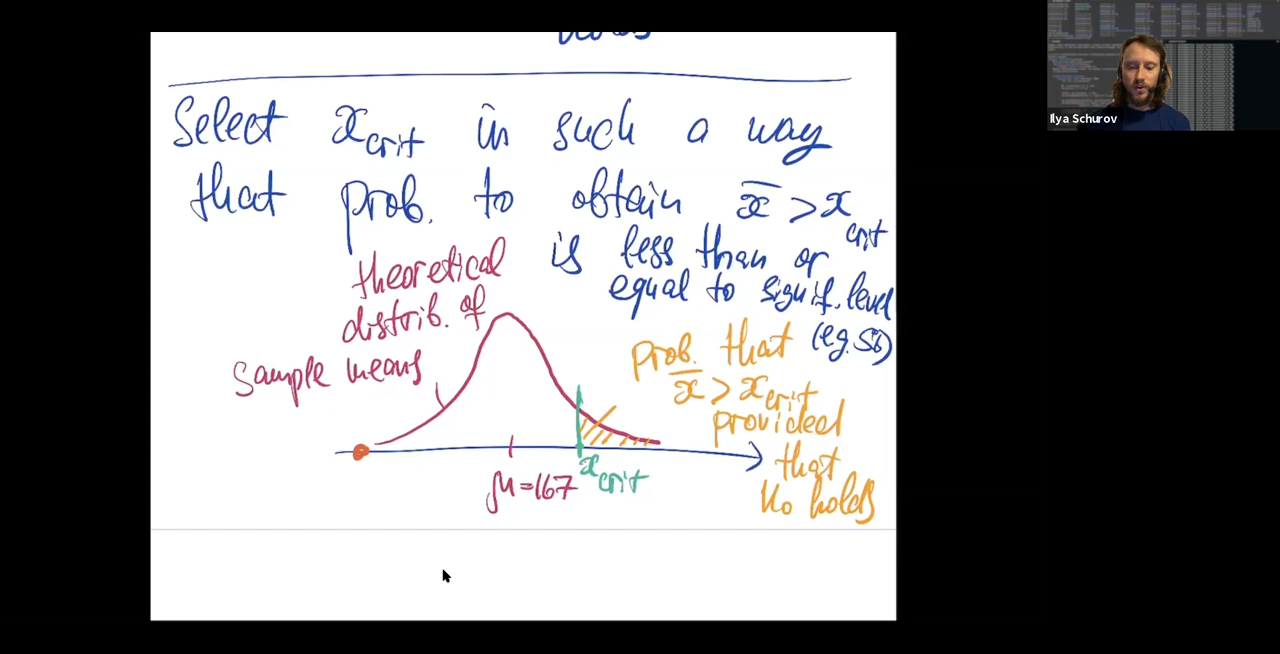 Select x_crit in such a way
that prob. to obtain x̄ > x_crit
is less than or
equal to signif. level
(e.g. 5%)
theoretical
distrib. of
sample means
prob. that
x̄ > x_crit
provided
that
H₀ holds
μ=167
x_crit
Ilya Schurov